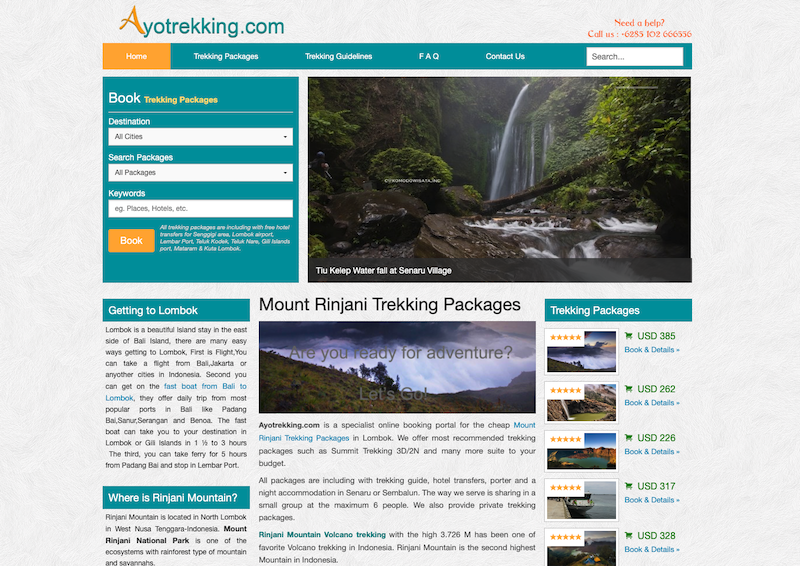 Ayotrekking.com
Need a help?
Call us : +6285 102 666556
Home
Trekking Packages
Trekking Guidelines
F A Q
Contact Us
Search...
Book Trekking Packages
Destination
All Cities
Search Packages
All Packages
Keywords
eg. Places, Hotels, etc.
Book
All trekking packages are including with free hotel
transfers for Senggigi area, Lombok airport,
Lembar Port, Teluk Kodek, Teluk Nare, Gili Islands
port, Mataram & Kuta Lombok.
Tiu Kelep Water fall at Senaru Village
Getting to Lombok
Lombok is a beautiful Island stay in the east
side of Bali Island, there are many easy
ways getting to Lombok, First is Flight,You
can take a flight from Bali,Jakarta or
anyother cities in Indonesia. Second you
can get on the fast boat from Bali to
Lombok, they offer daily trip from most
popular ports in Bali like Padang
Bai,Sanur,Serangan and Benoa. The fast
boat can take you to your destination in
Lombok or Gili Islands in 1 ½ to 3 hours
The third, you can take ferry for 5 hours
from Padang Bai and stop in Lembar Port.
Where is Rinjani Mountain?
Rinjani Mountain is located in North Lombok
in West Nusa Tenggara-Indonesia. Mount
Rinjani National Park is one of the
ecosystems with rainforest type of mountain
and savannahs.
Mount Rinjani Trekking Packages
Are you ready for adventure?
Let's Go!
Ayotrekking.com is a specialist online booking portal for the cheap Mount
Rinjani Trekking Packages in Lombok. We offer most recommended trekking
packages such as Summit Trekking 3D/2N and many more suite to your
budget.
All packages are including with trekking guide, hotel transfers, porter and a
night accommodation in Senaru or Sembalun. The way we serve is sharing in a
small group at the maximum 6 people. We also provide private trekking
packages.
Rinjani Mountain Volcano trekking with the high 3.726 M has been one of
favorite Volcano trekking in Indonesia. Rinjani Mountain is the second highest
Mountain in Indonesia.
Trekking Packages
USD 385
Book & Details »
USD 262
Book & Details »
USD 226
Book & Details »
USD 317
Book & Details »
USD 328
Book & Details »